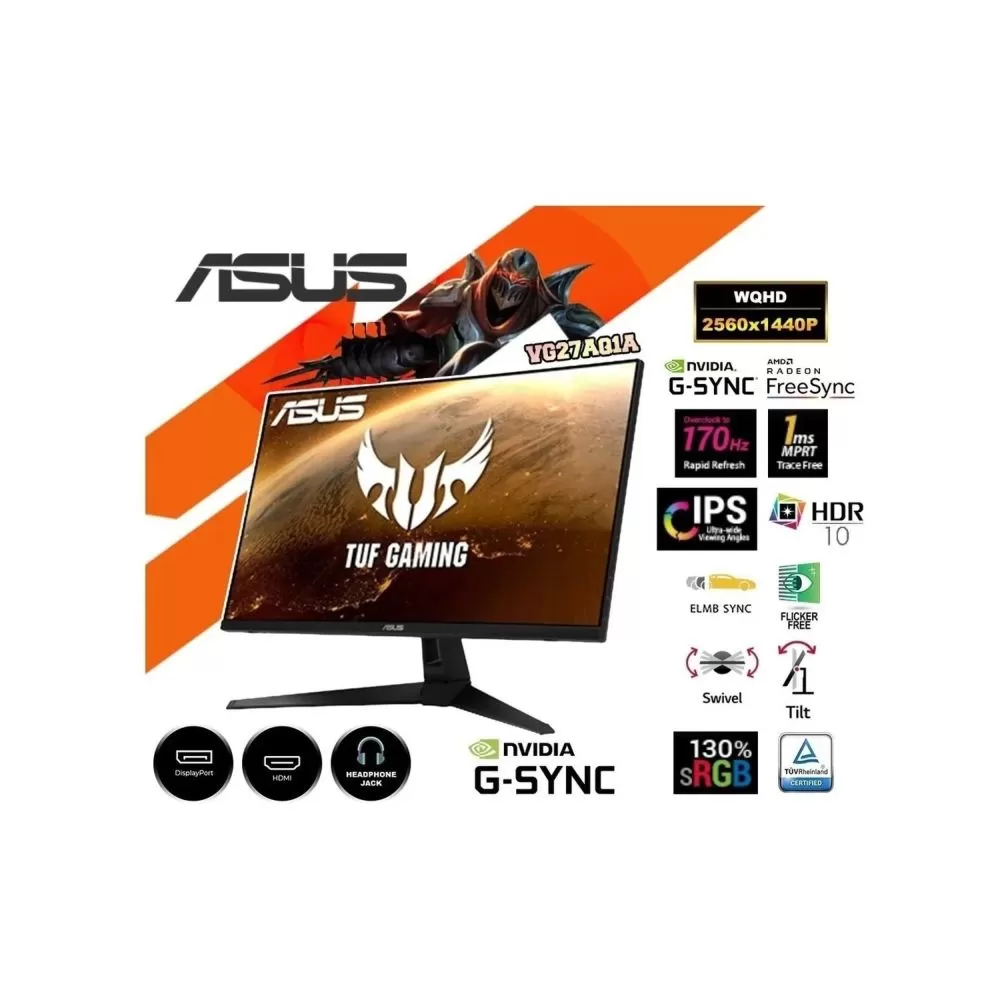 ASUS
VG27AQ1A
ASUS
TUF GAMING
ASUS
WQHD
2560x1440P
NVIDIA.
G-SYNC
AMD
RADEON
FreeSync
Overclock to
170Hz
Rapid Refresh
1ms
MPRT
Trace Free
IPS
Ultra-wide
Viewing Angles
HDR
10
ELMB SYNC
FLICKER
FREE
Swivel
Tilt
130%
sRGB
TÜVRheinland
CERTIFIED
DisplayPort
HDMI
HEADPHONE
JACK
NVIDIA
G-SYNC